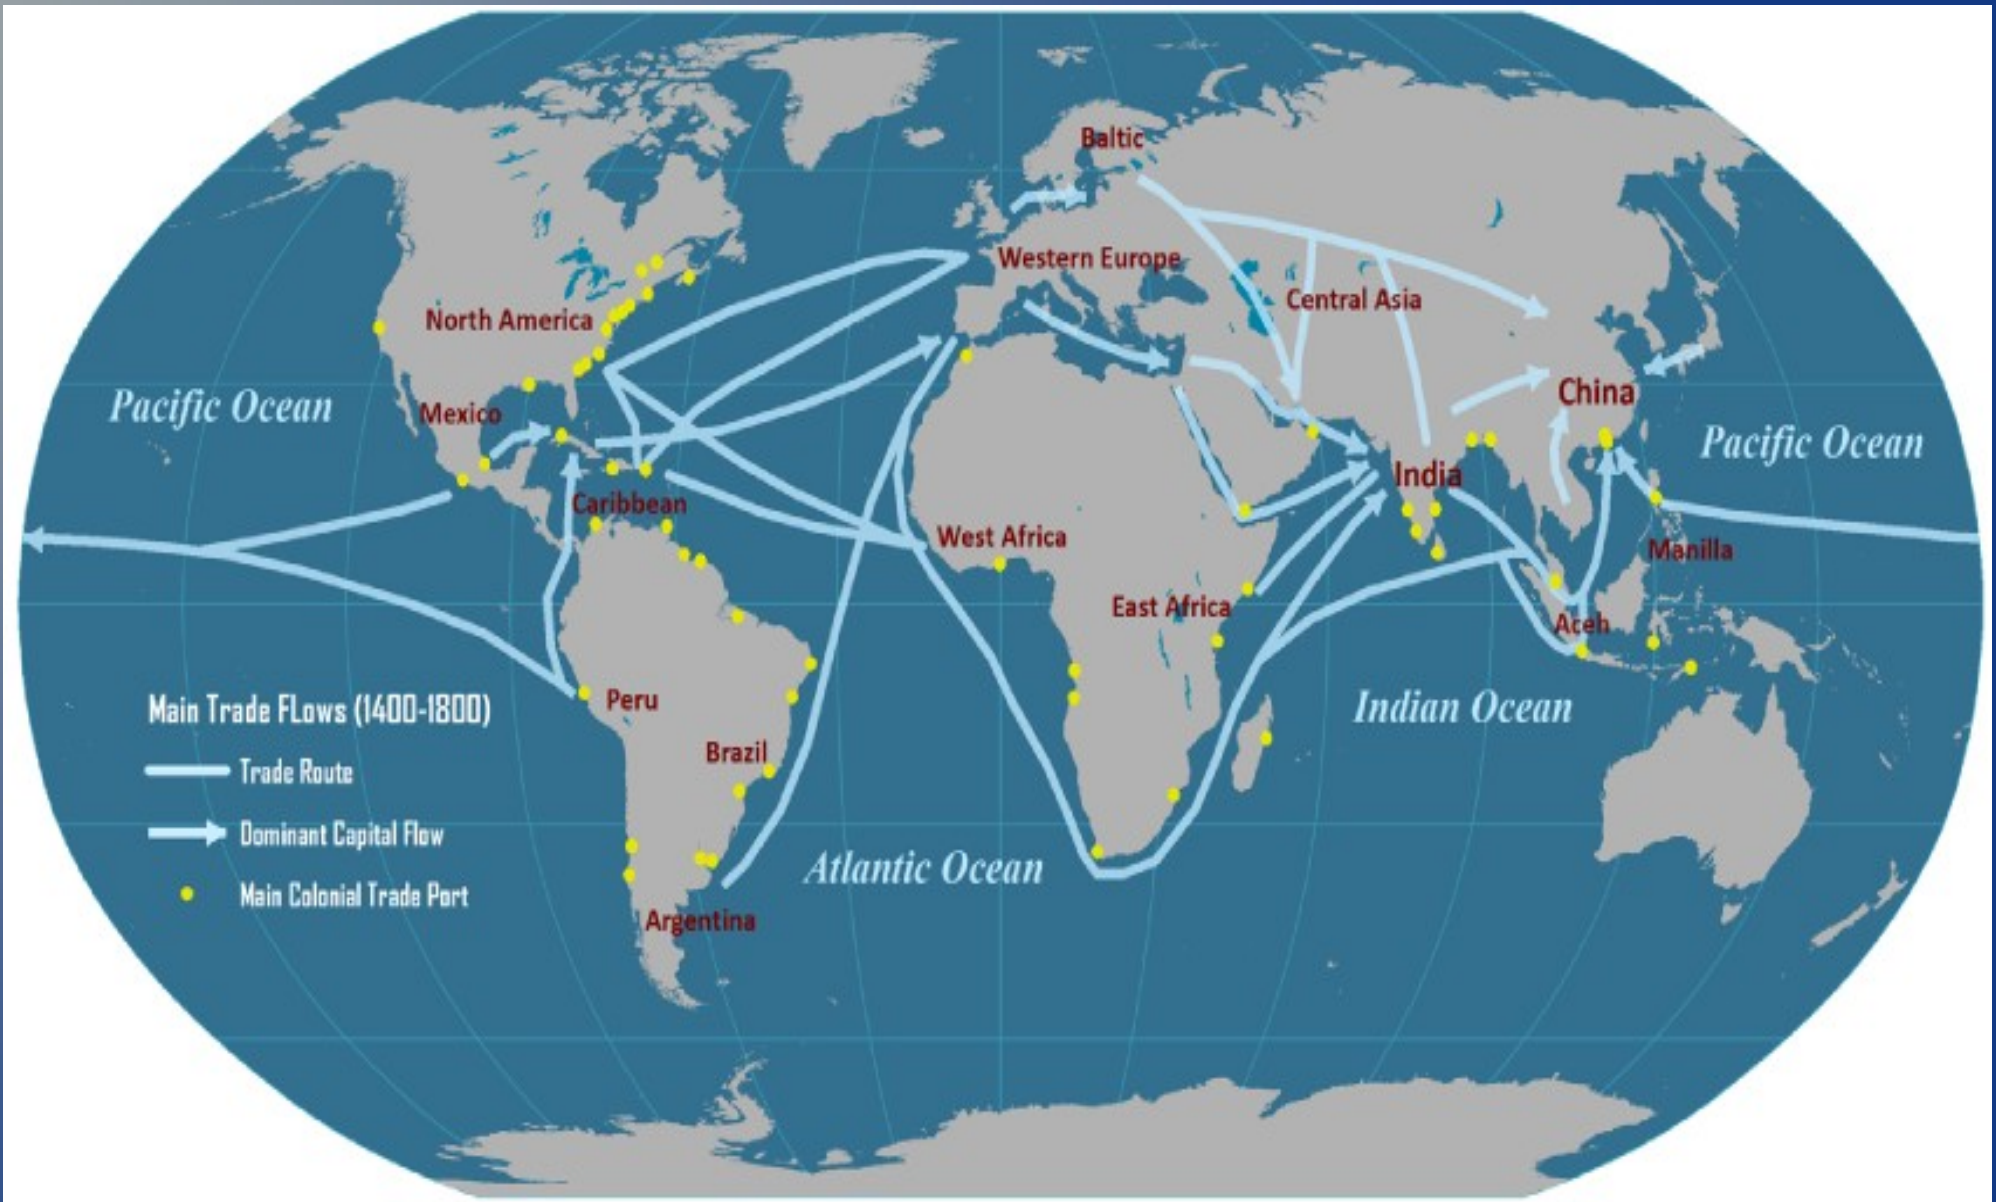 Baltic
Western Europe
Central Asia
North America
China
Pacific Ocean
Mexico
Pacific Ocean
India
Caribbean
West Africa
Manilla
East Africa
Aceh
Peru
Indian Ocean
Main Trade FLows (1400-1800)
Brazil
Trade Route
Dominant Capital Flow
Atlantic Ocean
Main Colonial Trade Port
Argentina